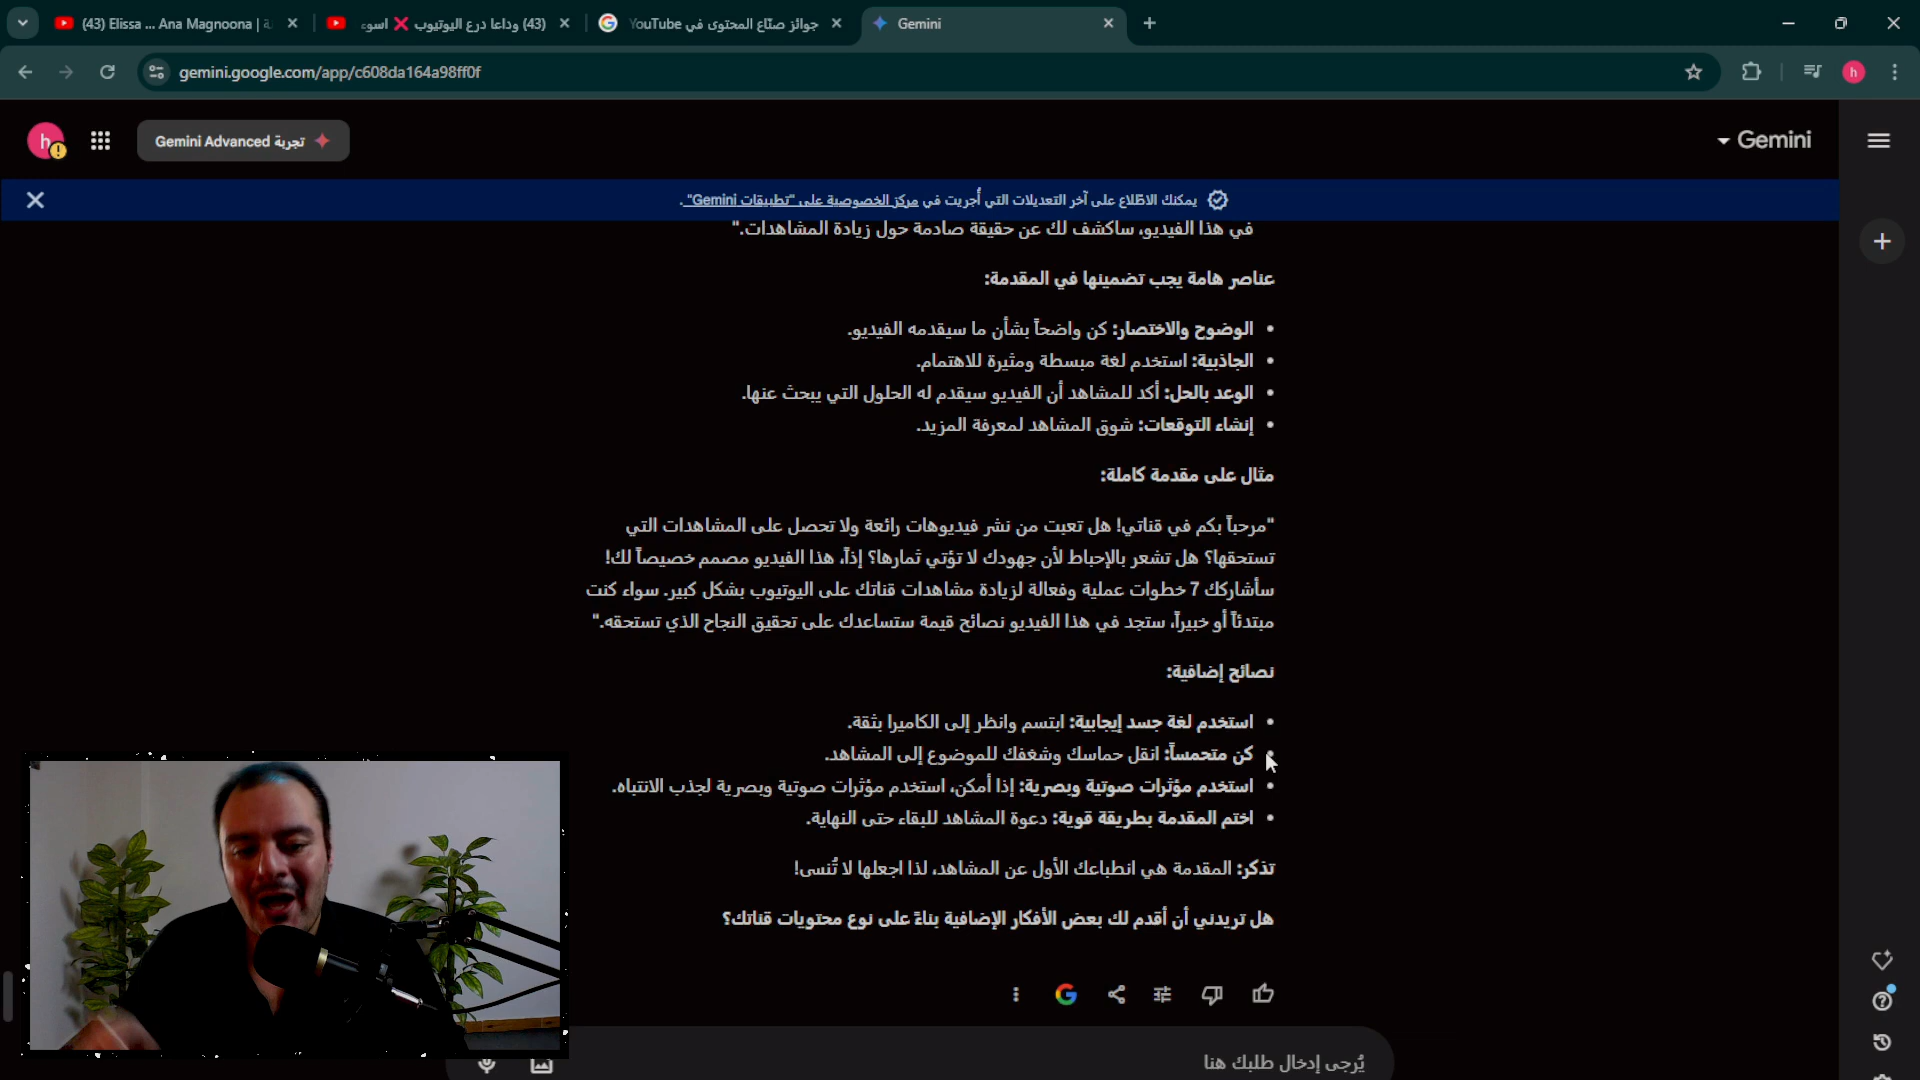 (43) Elissa ... Ana Magnoona |
(43) وداعا درع اليوتيوب ❌ اسوء
جوائز صنّاع المحتوى في YouTube
Gemini
gemini.google.com/app/c608da164a98ff0f
h
h
تجربة Gemini Advanced
Gemini
يمكنك الاطّلاع على آخر التعديلات التي أُجريت في مركز الخصوصية على "تطبيقات Gemini".
في هذا الفيديو، سأكشف لك عن حقيقة صادمة حول زيادة المشاهدات."
عناصر هامة يجب تضمينها في المقدمة:
• الوضوح والاختصار: كن واضحاً بشأن ما سيقدمه الفيديو.
• الجاذبية: استخدم لغة مبسطة ومثيرة للاهتمام.
• الوعد بالحل: أكد للمشاهد أن الفيديو سيقدم له الحلول التي يبحث عنها.
• إنشاء التوقعات: شوق المشاهد لمعرفة المزيد.
مثال على مقدمة كاملة:
"مرحباً بكم في قناتي! هل تعبت من نشر فيديوهات رائعة ولا تحصل على المشاهدات التي
تستحقها؟ هل تشعر بالإحباط لأن جهودك لا تؤتي ثمارها؟ إذاً، هذا الفيديو مصمم خصيصاً لك!
سأشاركك 7 خطوات عملية وفعالة لزيادة مشاهدات قناتك على اليوتيوب بشكل كبير. سواء كنت
مبتدئاً أو خبيراً، ستجد في هذا الفيديو نصائح قيمة ستساعدك على تحقيق النجاح الذي تستحقه."
نصائح إضافية:
• استخدم لغة جسد إيجابية: ابتسم وانظر إلى الكاميرا بثقة.
• كن متحمساً: انقل حماسك وشغفك للموضوع إلى المشاهد.
• استخدم مؤثرات صوتية وبصرية: إذا أمكن، استخدم مؤثرات صوتية وبصرية لجذب الانتباه.
• اختم المقدمة بطريقة قوية: دعوة المشاهد للبقاء حتى النهاية.
تذكر: المقدمة هي انطباعك الأول عن المشاهد، لذا اجعلها لا تُنسى!
هل تريدني أن أقدم لك بعض الأفكار الإضافية بناءً على نوع محتويات قناتك؟
يُرجى إدخال طلبك هنا